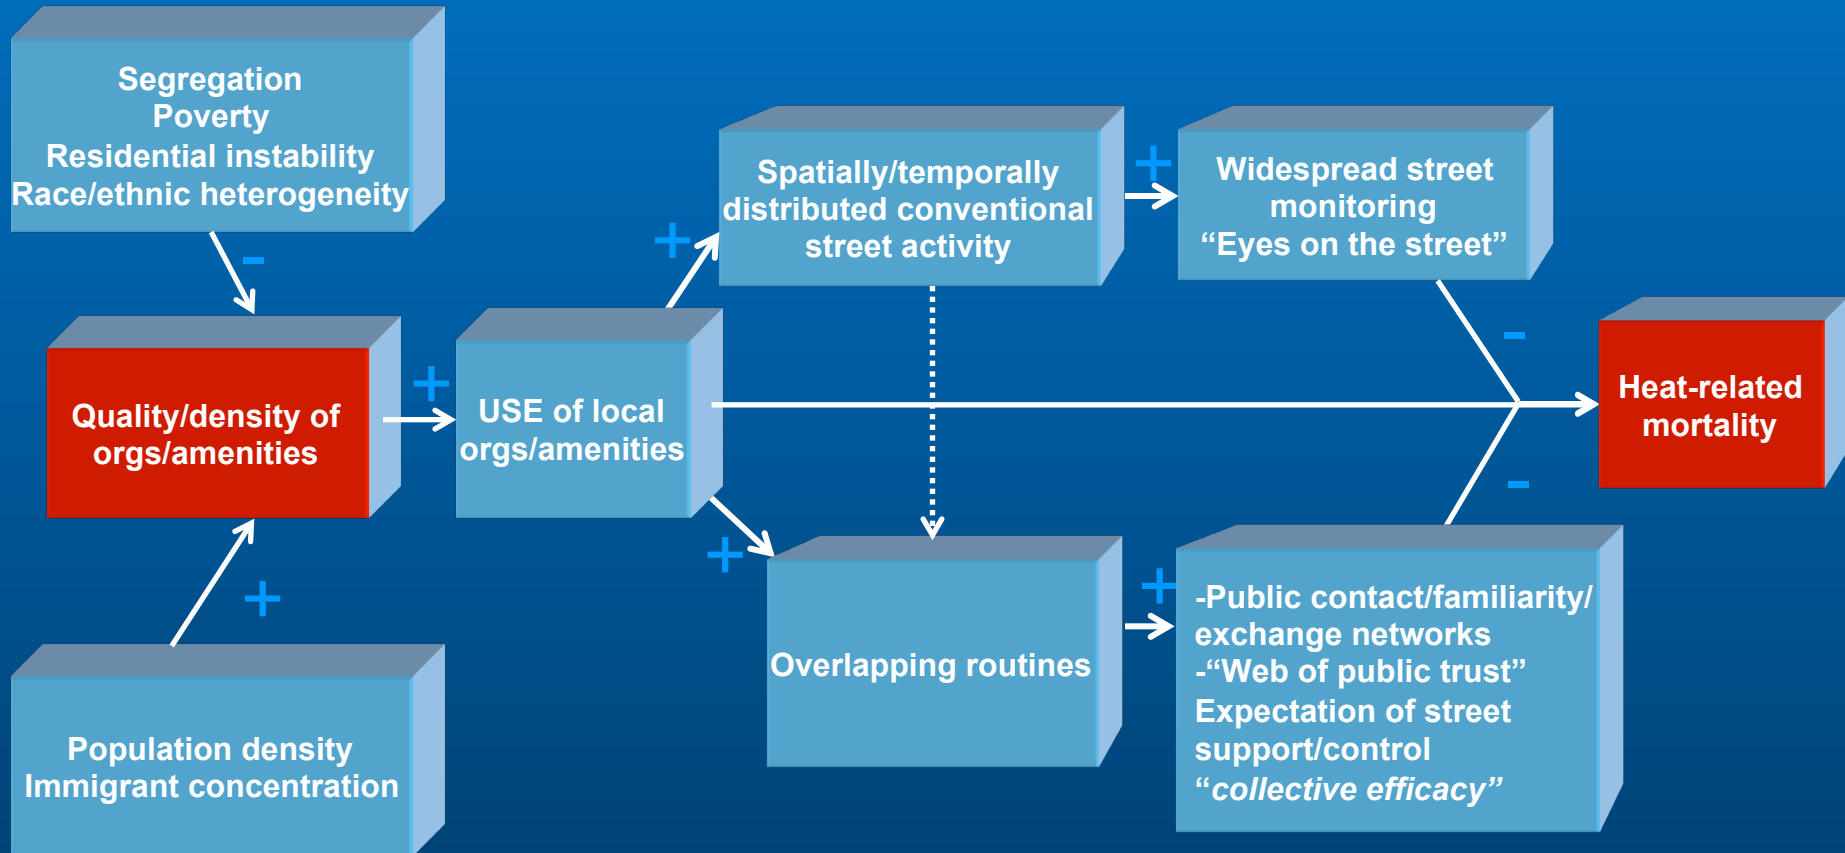 Segregation
Poverty
Residential instability
Race/ethnic heterogeneity
-
Quality/density of
orgs/amenities
+
Population density
Immigrant concentration
+
USE of local
orgs/amenities
+
Spatially/temporally
distributed conventional
street activity
+
Widespread street
monitoring
“Eyes on the street”
-
+
Overlapping routines
+
-Public contact/familiarity/
exchange networks
-“Web of public trust”
Expectation of street
support/control
“collective efficacy”
-
Heat-related
mortality